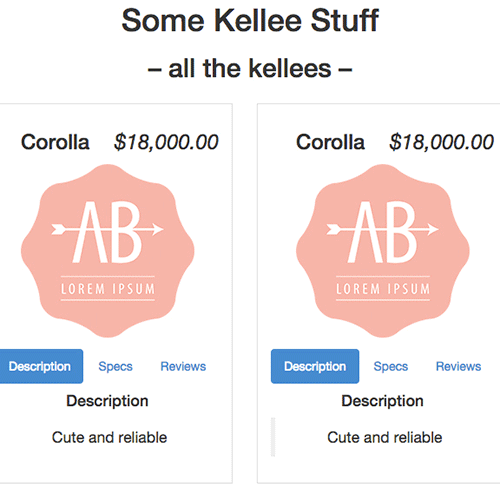 Some Kellee Stuff
– all the kellees –
Corolla $18,000.00
AB
LOREM IPSUM
Description Specs Reviews
Description
Cute and reliable
Corolla $18,000.00
AB
LOREM IPSUM
Description Specs Reviews
Description
Cute and reliable